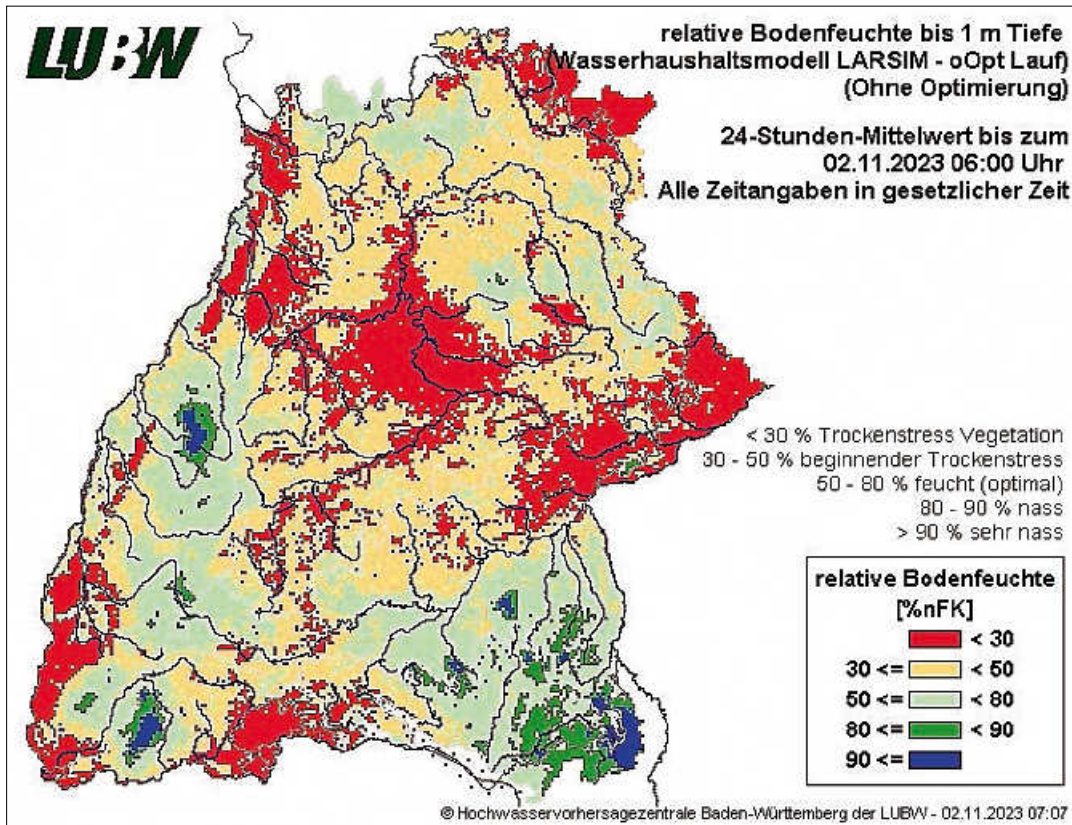 LUBW
relative Bodenfeuchte bis 1 m Tiefe
(Wasserhaushaltsmodell LARSIM - oOpt Lauf)
(Ohne Optimierung)
24-Stunden-Mittelwert bis zum
02.11.2023 06:00 Uhr
Alle Zeitangaben in gesetzlicher Zeit
< 30 % Trockenstress Vegetation
30 - 50 % beginnender Trockenstress
50 - 80 % feucht (optimal)
80 - 90 % nass
> 90 % sehr nass
relative Bodenfeuchte
[%nFK]
< 30
30 <= < 50
50 <= < 80
80 <= < 90
90 <=
© Hochwasservorhersagezentrale Baden-Württemberg der LUBW - 02.11.2023 07:07